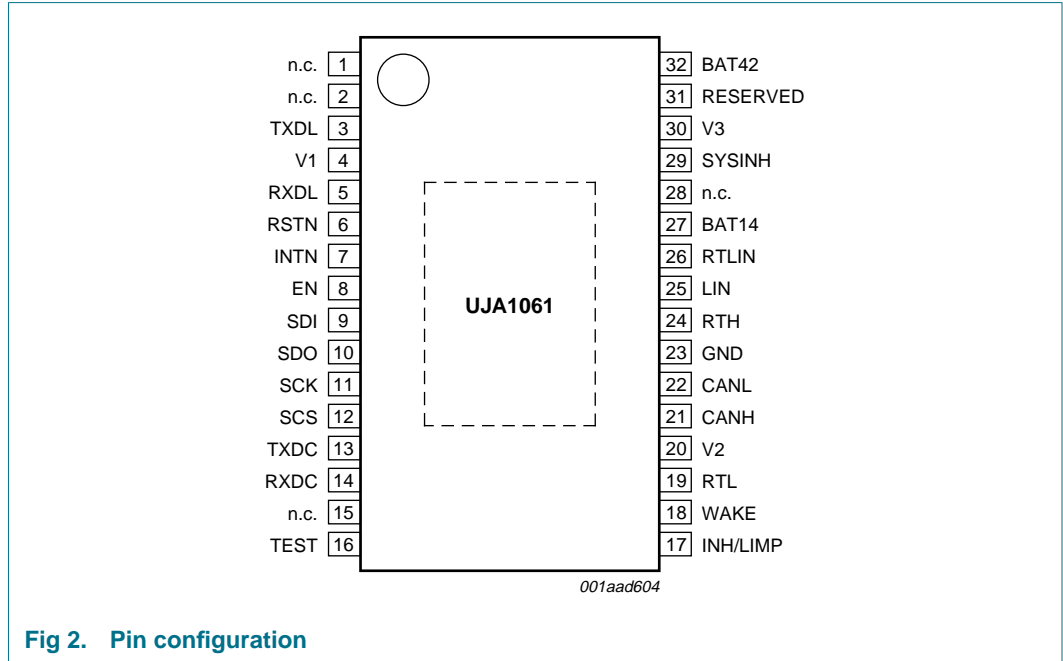 n.c. 1 32 BAT42
n.c. 2 31 RESERVED
TXDL 3 30 V3
V1 4 29 SYSINH
RXDL 5 28 n.c.
RSTN 6 27 BAT14
INTN 7 26 RTLIN
EN 8 25 LIN
UJA1061
SDI 9 24 RTH
SDO 10 23 GND
SCK 11 22 CANL
SCS 12 21 CANH
TXDC 13 20 V2
RXDC 14 19 RTL
n.c. 15 18 WAKE
TEST 16 17 INH/LIMP
001aad604
Fig 2. Pin configuration